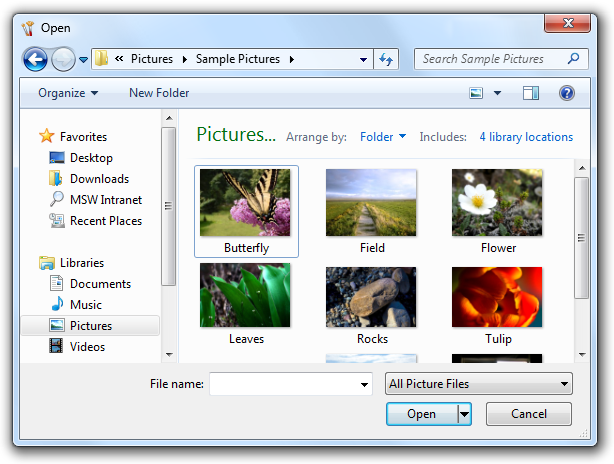 Open
« Pictures Sample Pictures
Search Sample Pictures
Organize New Folder
Favorites
Desktop
Downloads
MSW Intranet
Recent Places
Libraries
Documents
Music
Pictures
Videos
Pictures... Arrange by: Folder Includes: 4 library locations
Butterfly Field Flower
Leaves Rocks Tulip
File name: All Picture Files
Open Cancel